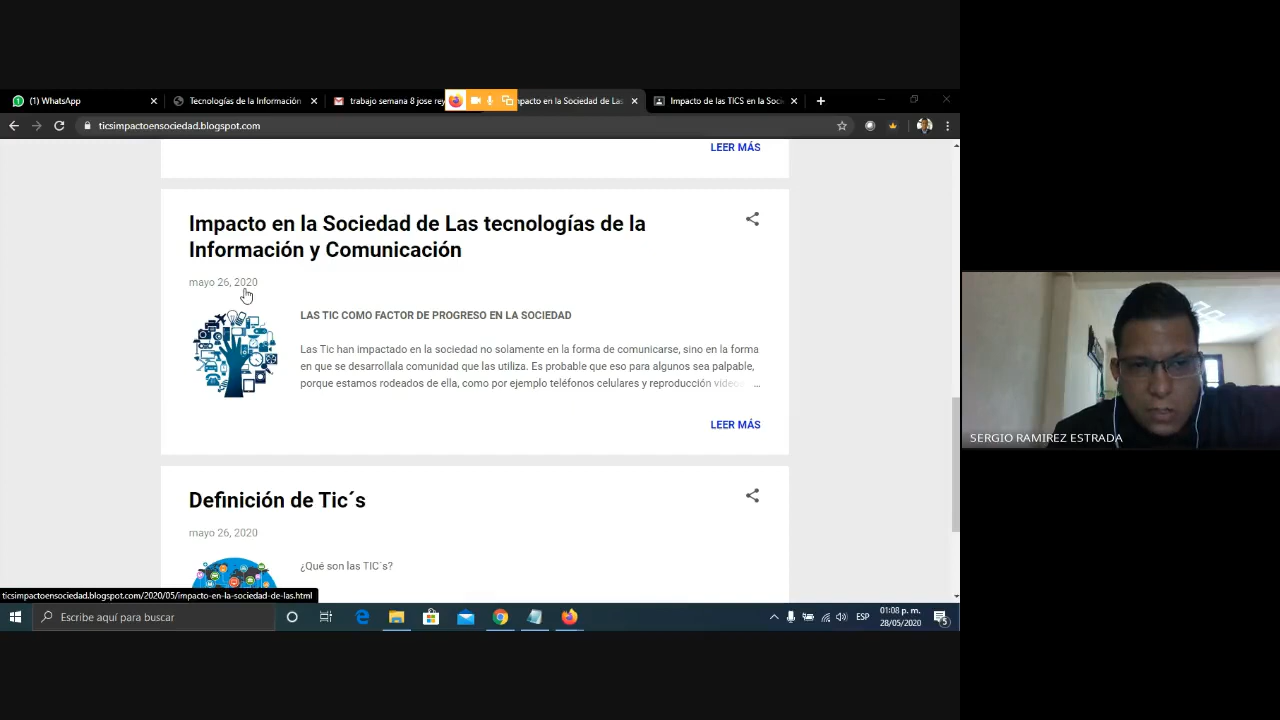 (1) WhatsApp
Tecnologías de la Información
trabajo semana 8 jose rey
mpacto en la Sociedad de Las
Impacto de las TICS en la Soci
ticsimpactoensociedad.blogspot.com
LEER MÁS
Impacto en la Sociedad de Las tecnologías de la
Información y Comunicación
mayo 26, 2020
LAS TIC COMO FACTOR DE PROGRESO EN LA SOCIEDAD
Las Tic han impactado en la sociedad no solamente en la forma de comunicarse, sino en la forma
en que se desarrollala comunidad que las utiliza. Es probable que eso para algunos sea palpable,
porque estamos rodeados de ella, como por ejemplo teléfonos celulares y reproducción videos ...
LEER MÁS
SERGIO RAMIREZ ESTRADA
Definición de Tic´s
mayo 26, 2020
¿Qué son las TIC´s?
ticsimpactoensociedad.blogspot.com/2020/05/impacto-en-la-sociedad-de-las.html
Escribe aquí para buscar
ESP
01:08 p. m.
28/05/2020
5